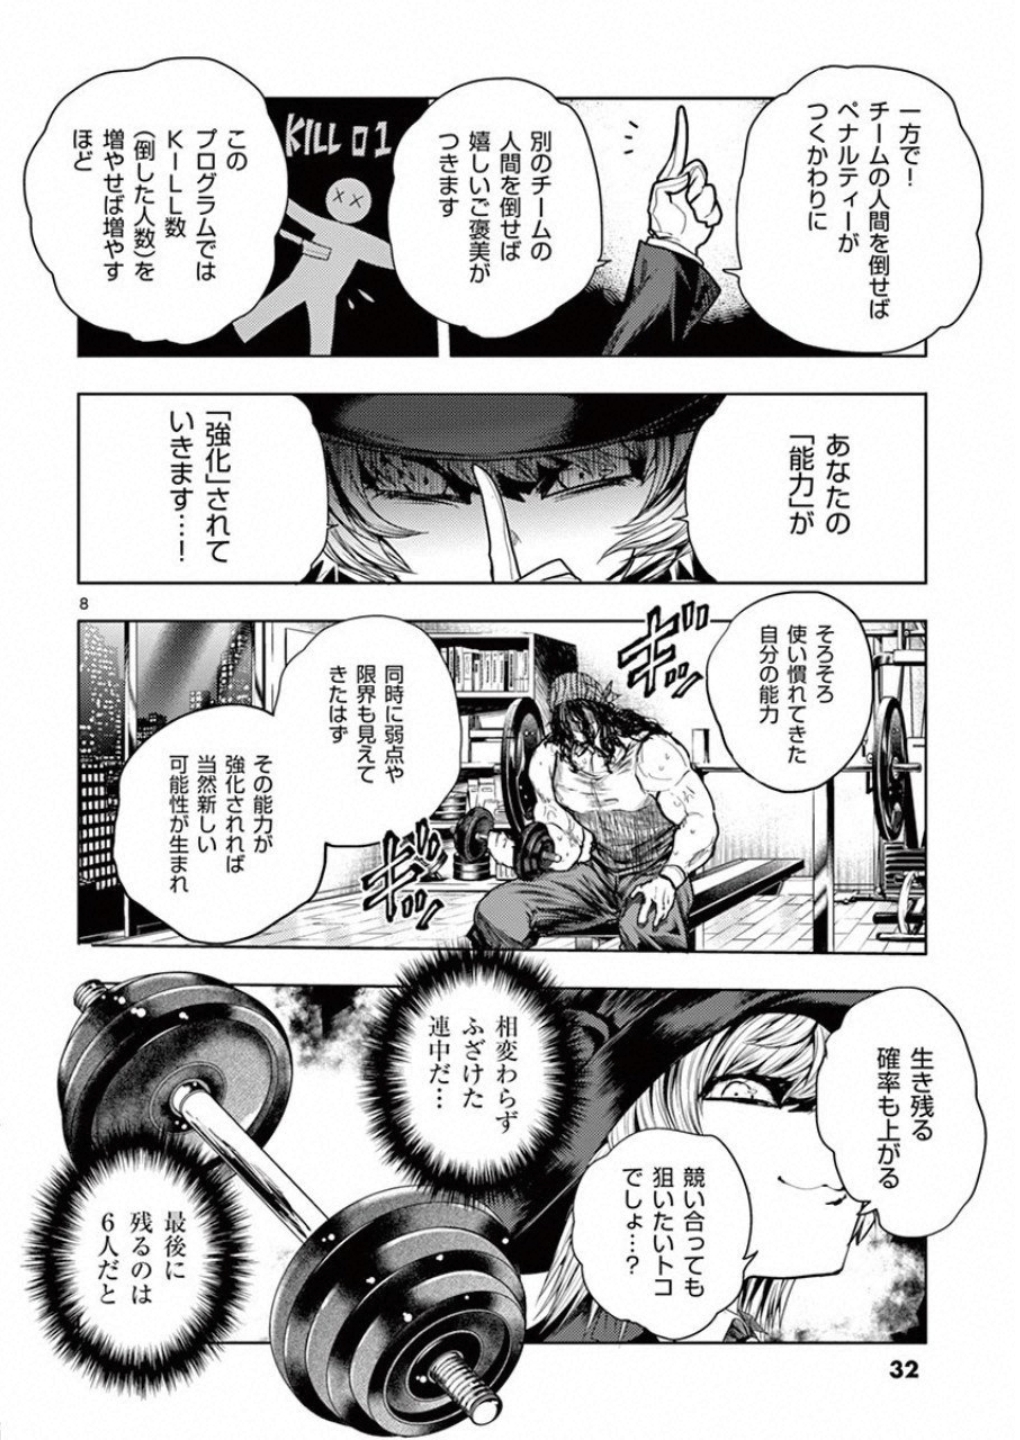 一方で！
チームの人間を倒せば
ペナルティーが
つくかわりに
別のチームの
人間を倒せば
嬉しいご褒美が
つきます
KILL 01
この
プログラムでは
KILL数
（倒した人数）を
増やせば増やす
ほど
あなたの
「能力」が
「強化」されて
いきます…！
8
そろそろ
使い慣れてきた
自分の能力
ギギッ
同時に弱点や
限界も見えて
きたはず
ギギッ
その能力が
強化されれば
当然新しい
可能性が生まれ
生き残る
確率も上がる
競い合っても
狙いたいトコ
でしょ…？
相変わらず
ふざけた
連中だ…
最後に
残るのは
6人だと
32